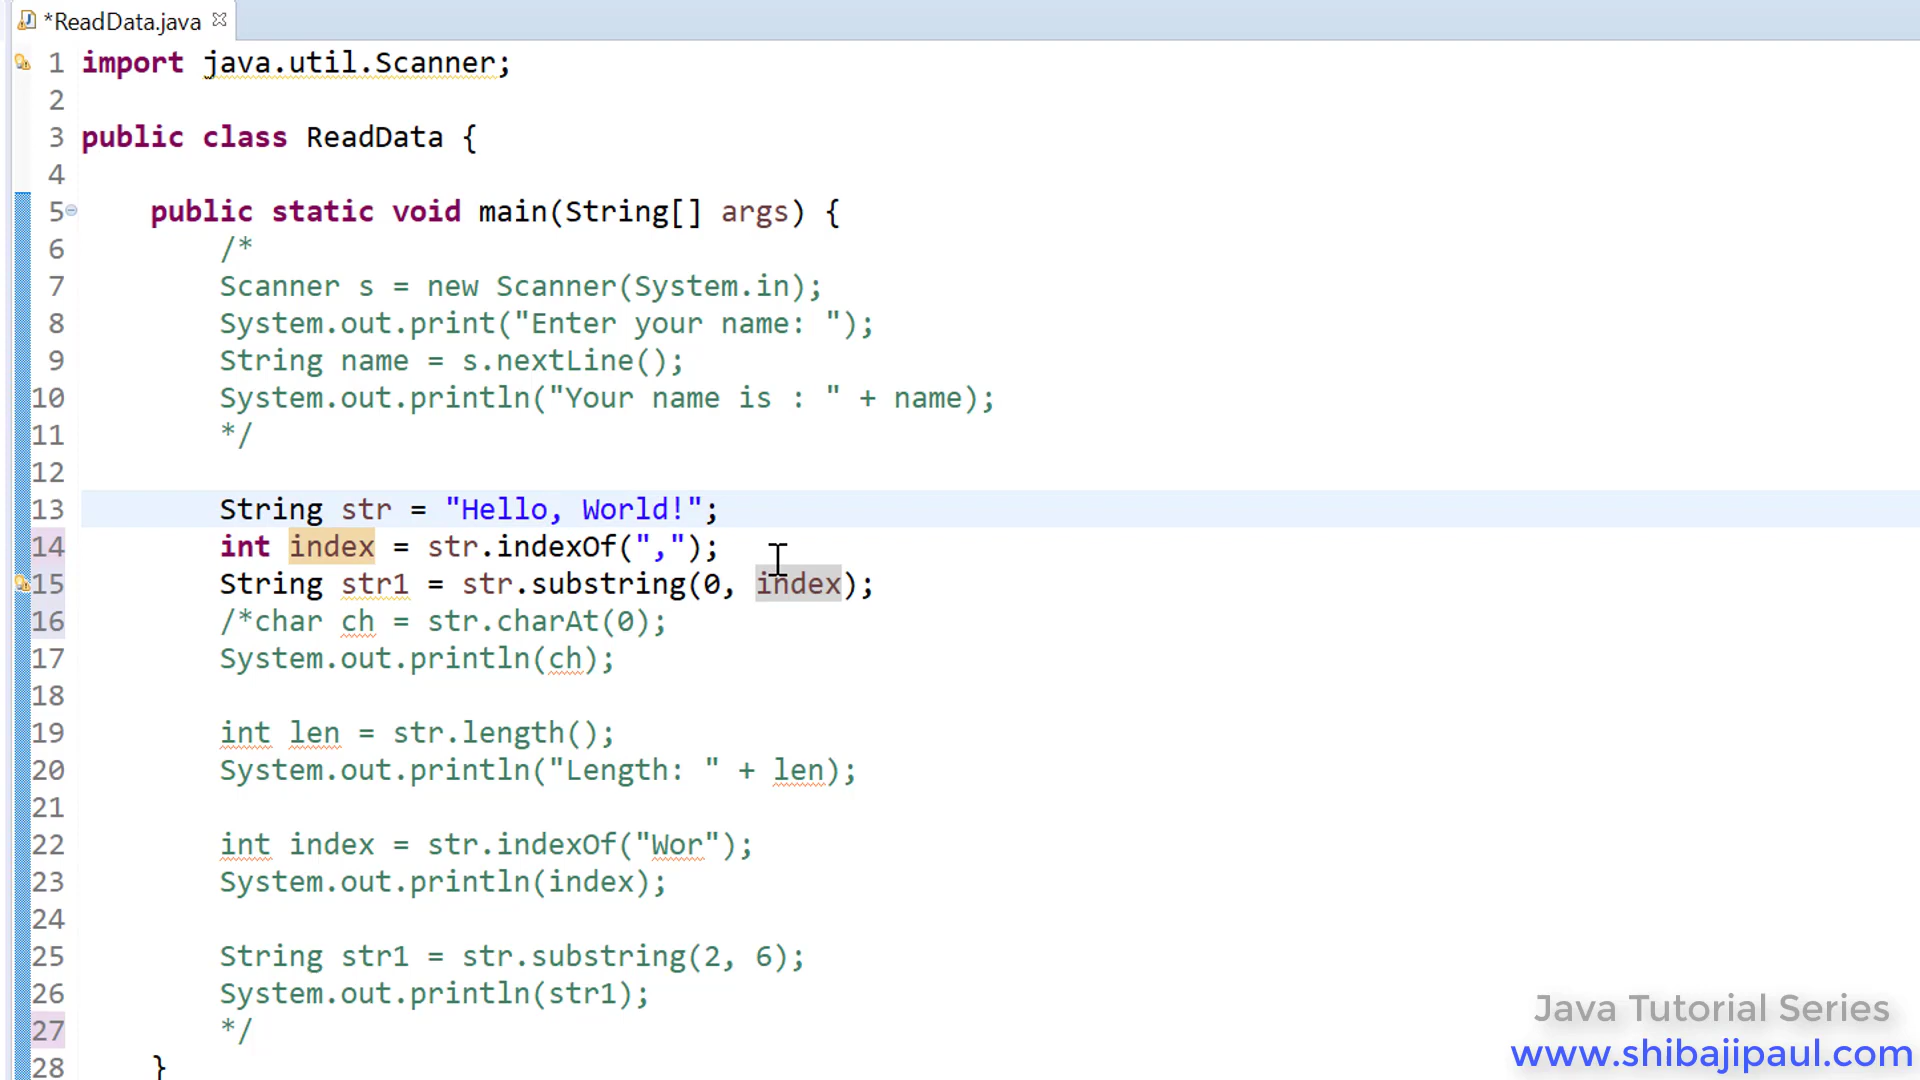 *ReadData.java
1 import java.util.Scanner;
2
3 public class ReadData {
4
5 public static void main(String[] args) {
6 /*
7 Scanner s = new Scanner(System.in);
8 System.out.print("Enter your name: ");
9 String name = s.nextLine();
10 System.out.println("Your name is : " + name);
11 */
12
13 String str = "Hello, World!";
14 int index = str.indexOf(",");
15 String str1 = str.substring(0, index);
16 /*char ch = str.charAt(0);
17 System.out.println(ch);
18
19 int len = str.length();
20 System.out.println("Length: " + len);
21
22 int index = str.indexOf("Wor");
23 System.out.println(index);
24
25 String str1 = str.substring(2, 6);
26 System.out.println(str1);
27 */
28 }
Java Tutorial Series
www.shibajipaul.com